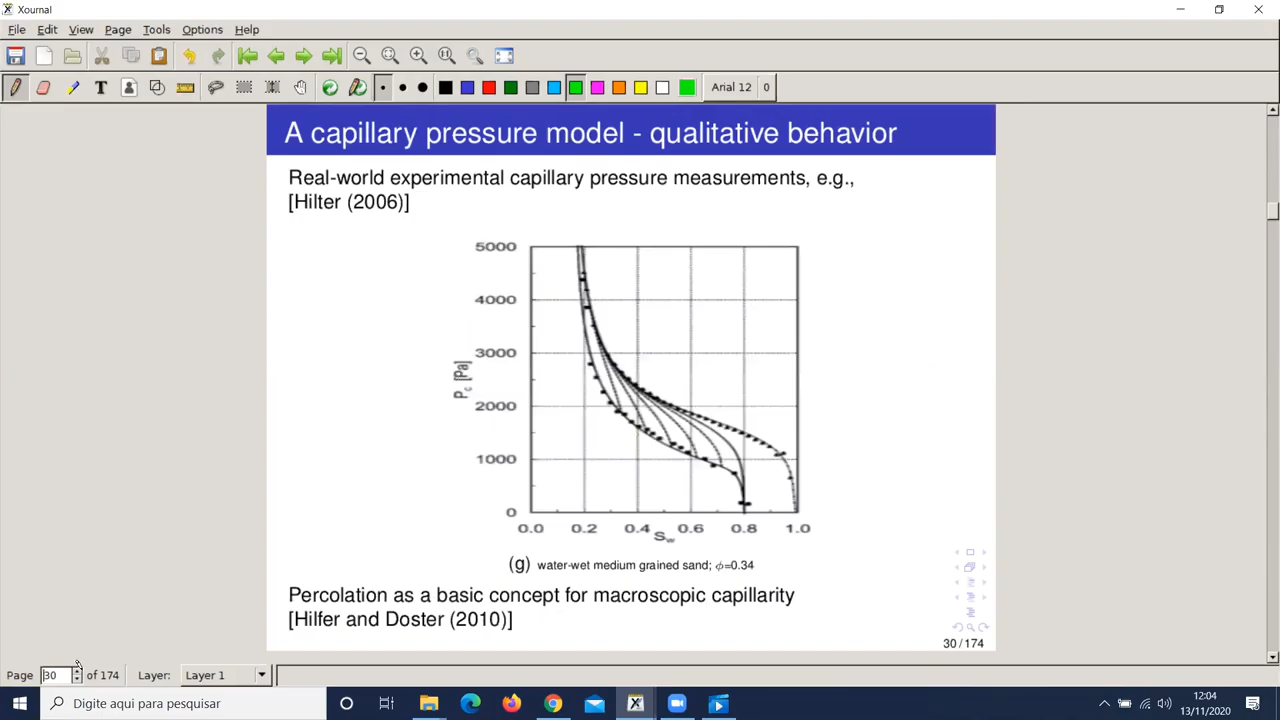 Xournal
File Edit View Page Tools Options Help
Arial 12 0
A capillary pressure model - qualitative behavior
Real-world experimental capillary pressure measurements, e.g.,
[Hilter (2006)]
5000
4000
3000
2000
1000
0
P_c [Pa]
0.0 0.2 0.4 0.6 0.8 1.0
S_w
(g) water-wet medium grained sand; ϕ=0.34
Percolation as a basic concept for macroscopic capillarity
[Hilfer and Doster (2010)]
30 / 174
Page 30 of 174 Layer: Layer 1
Digite aqui para pesquisar
12:04
13/11/2020